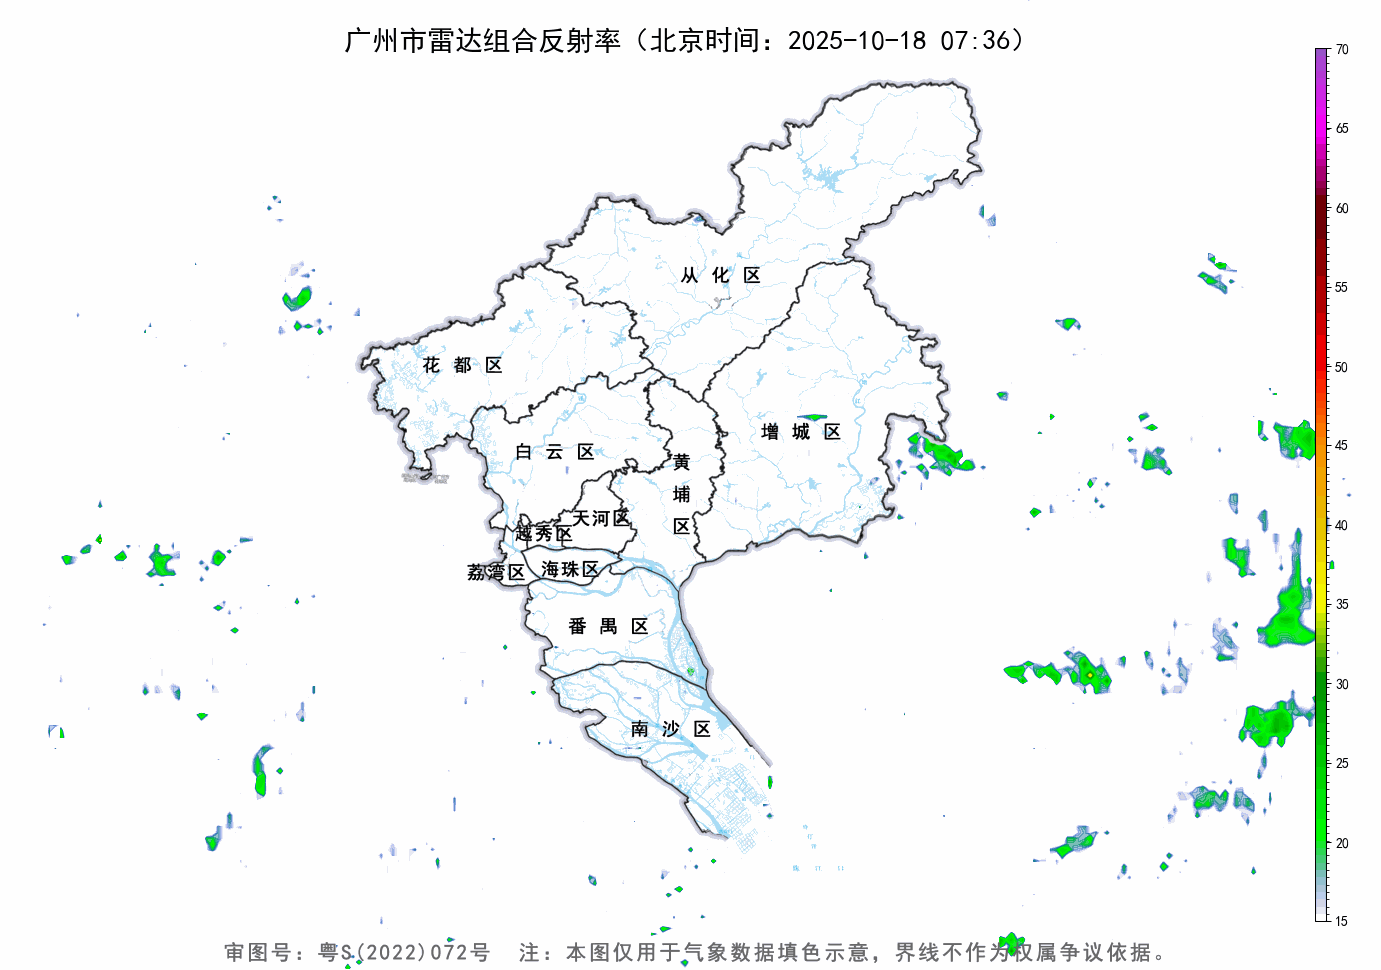 广州市雷达组合反射率（北京时间：2025-10-18 07:36）
70
65
60
55
50
45
40
35
30
25
20
15
从化区
花都区
增城区
白云区
黄埔区
天河区
越秀区
荔湾区
海珠区
番禺区
南沙区
审图号：粤S(2022)072号 注：本图仅用于气象数据填色示意，界线不作为权属争议依据。